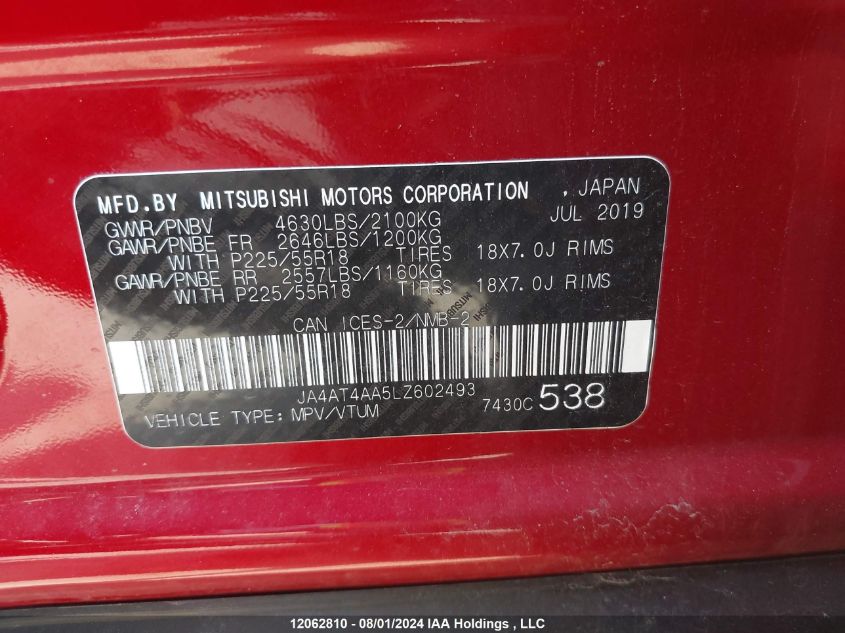 MFD.BY MITSUBISHI MOTORS CORPORATION , JAPAN
GVWR/PNBV 4630LBS/2100KG JUL 2019
GAWR/PNBE FR 2646LBS/1200KG
WITH P225/55R18 TIRES 18X7.0J RIMS
GAWR/PNBE RR 2557LBS/1160KG
WITH P225/55R18 TIRES 18X7.0J RIMS
CAN ICES-2/NMB-2
JA4AT4AA5LZ602493
VEHICLE TYPE:MPV/VTUM 7430C 538
12062810 - 08/01/2024 IAA Holdings , LLC